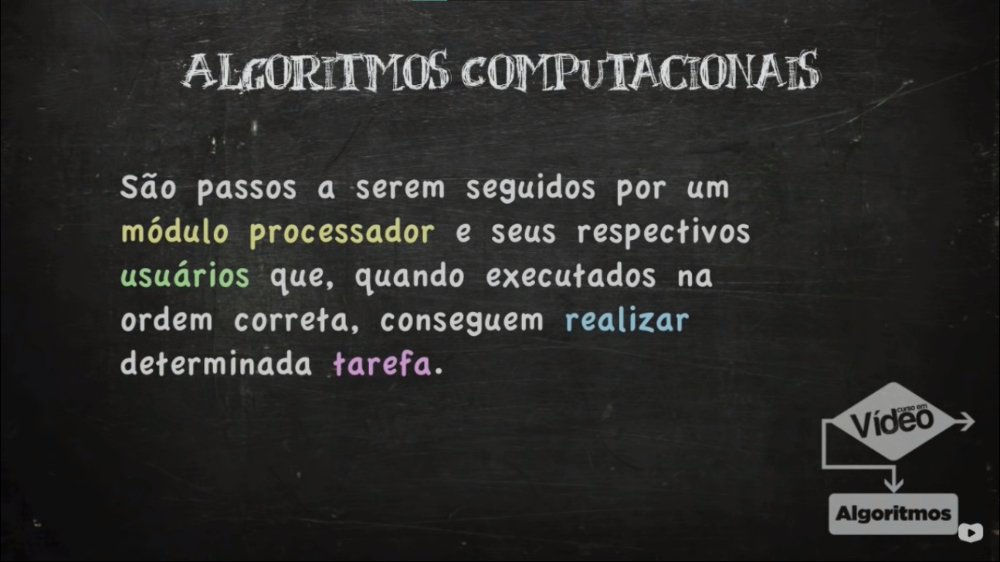 ALGORITMOS COMPUTACIONAIS
São passos a serem seguidos por um
módulo processador e seus respectivos
usuários que, quando executados na
ordem correta, conseguem realizar
determinada tarefa.
curso em
Vídeo
Algoritmos